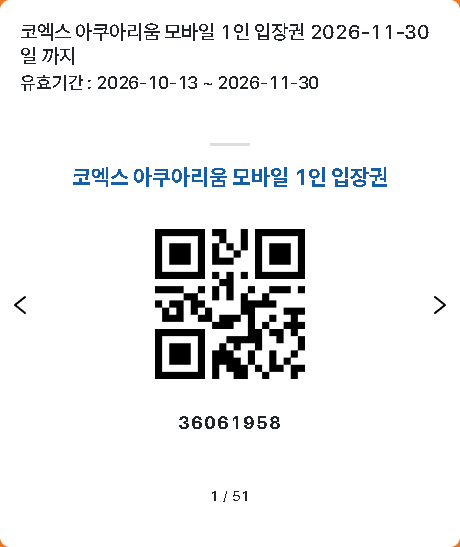 코엑스 아쿠아리움 모바일 1인 입장권 2026-11-30
일 까지
유효기간 : 2026-10-13 ~ 2026-11-30
코엑스 아쿠아리움 모바일 1인 입장권
36061958
1 / 51